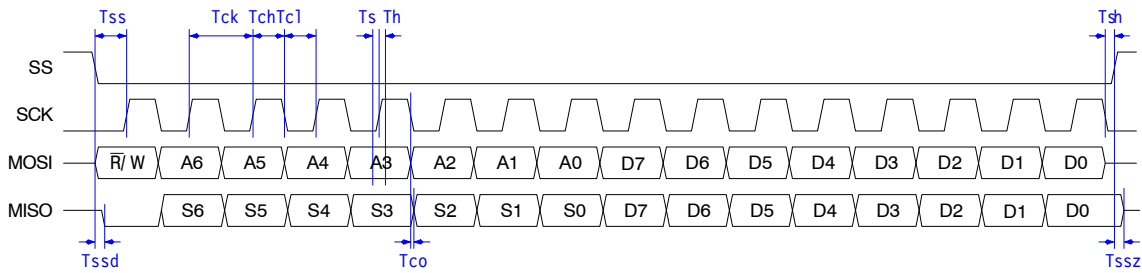 Tss Tck Tch Tcl Ts Th Tsh
SS
SCK
MOSI R̅/ W A6 A5 A4 A3 A2 A1 A0 D7 D6 D5 D4 D3 D2 D1 D0
MISO S6 S5 S4 S3 S2 S1 S0 D7 D6 D5 D4 D3 D2 D1 D0
Tssd Tco Tssz